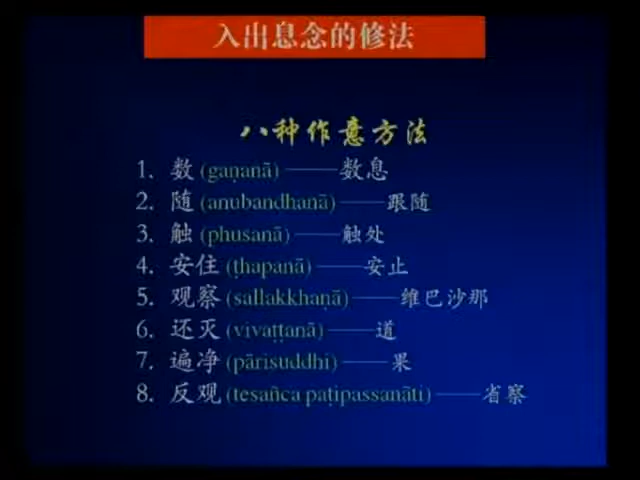 入出息念的修法
八种作意方法
1. 数 (gaṇanā) ——数息
2. 随 (anubandhanā) ——跟随
3. 触 (phusanā) ——触处
4. 安住 (ṭhapanā) ——安止
5. 观察 (sallakkhaṇā) ——维巴沙那
6. 还灭 (vivaṭṭanā) ——道
7. 遍净 (pārisuddhi) ——果
8. 反观 (tesañca paṭipassanāti) ——省察